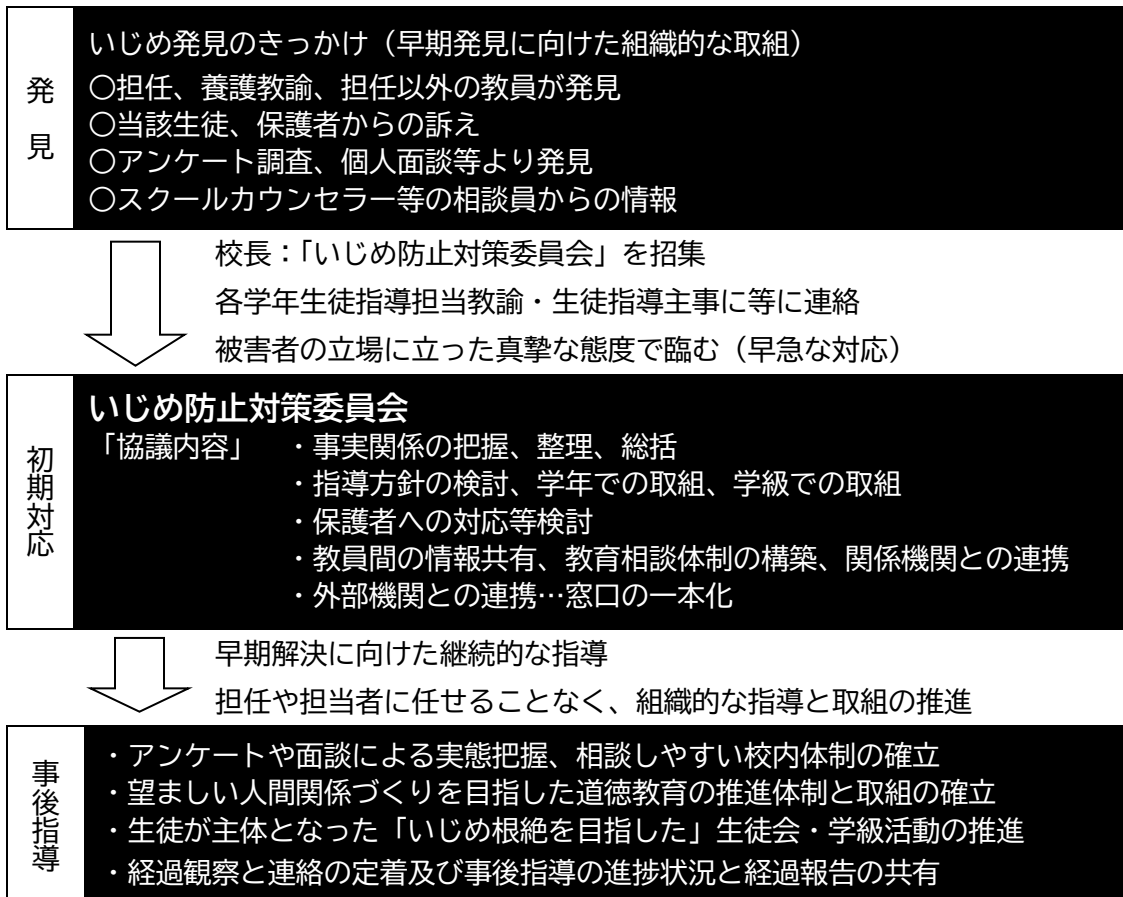 発見
いじめ発見のきっかけ（早期発見に向けた組織的な取組）
〇担任、養護教諭、担任以外の教員が発見
〇当該生徒、保護者からの訴え
〇アンケート調査、個人面談等より発見
〇スクールカウンセラー等の相談員からの情報
校長：「いじめ防止対策委員会」を招集
各学年生徒指導担当教諭・生徒指導主事に等に連絡
被害者の立場に立った真摯な態度で臨む（早急な対応）
初期対応
いじめ防止対策委員会
「協議内容」　・事実関係の把握、整理、総括
・指導方針の検討、学年での取組、学級での取組
・保護者への対応等検討
・教員間の情報共有、教育相談体制の構築、関係機関との連携
・外部機関との連携…窓口の一本化
早期解決に向けた継続的な指導
担任や担当者に任せることなく、組織的な指導と取組の推進
事後指導
・アンケートや面談による実態把握、相談しやすい校内体制の確立
・望ましい人間関係づくりを目指した道徳教育の推進体制と取組の確立
・生徒が主体となった「いじめ根絶を目指した」生徒会・学級活動の推進
・経過観察と連絡の定着及び事後指導の進捗状況と経過報告の共有